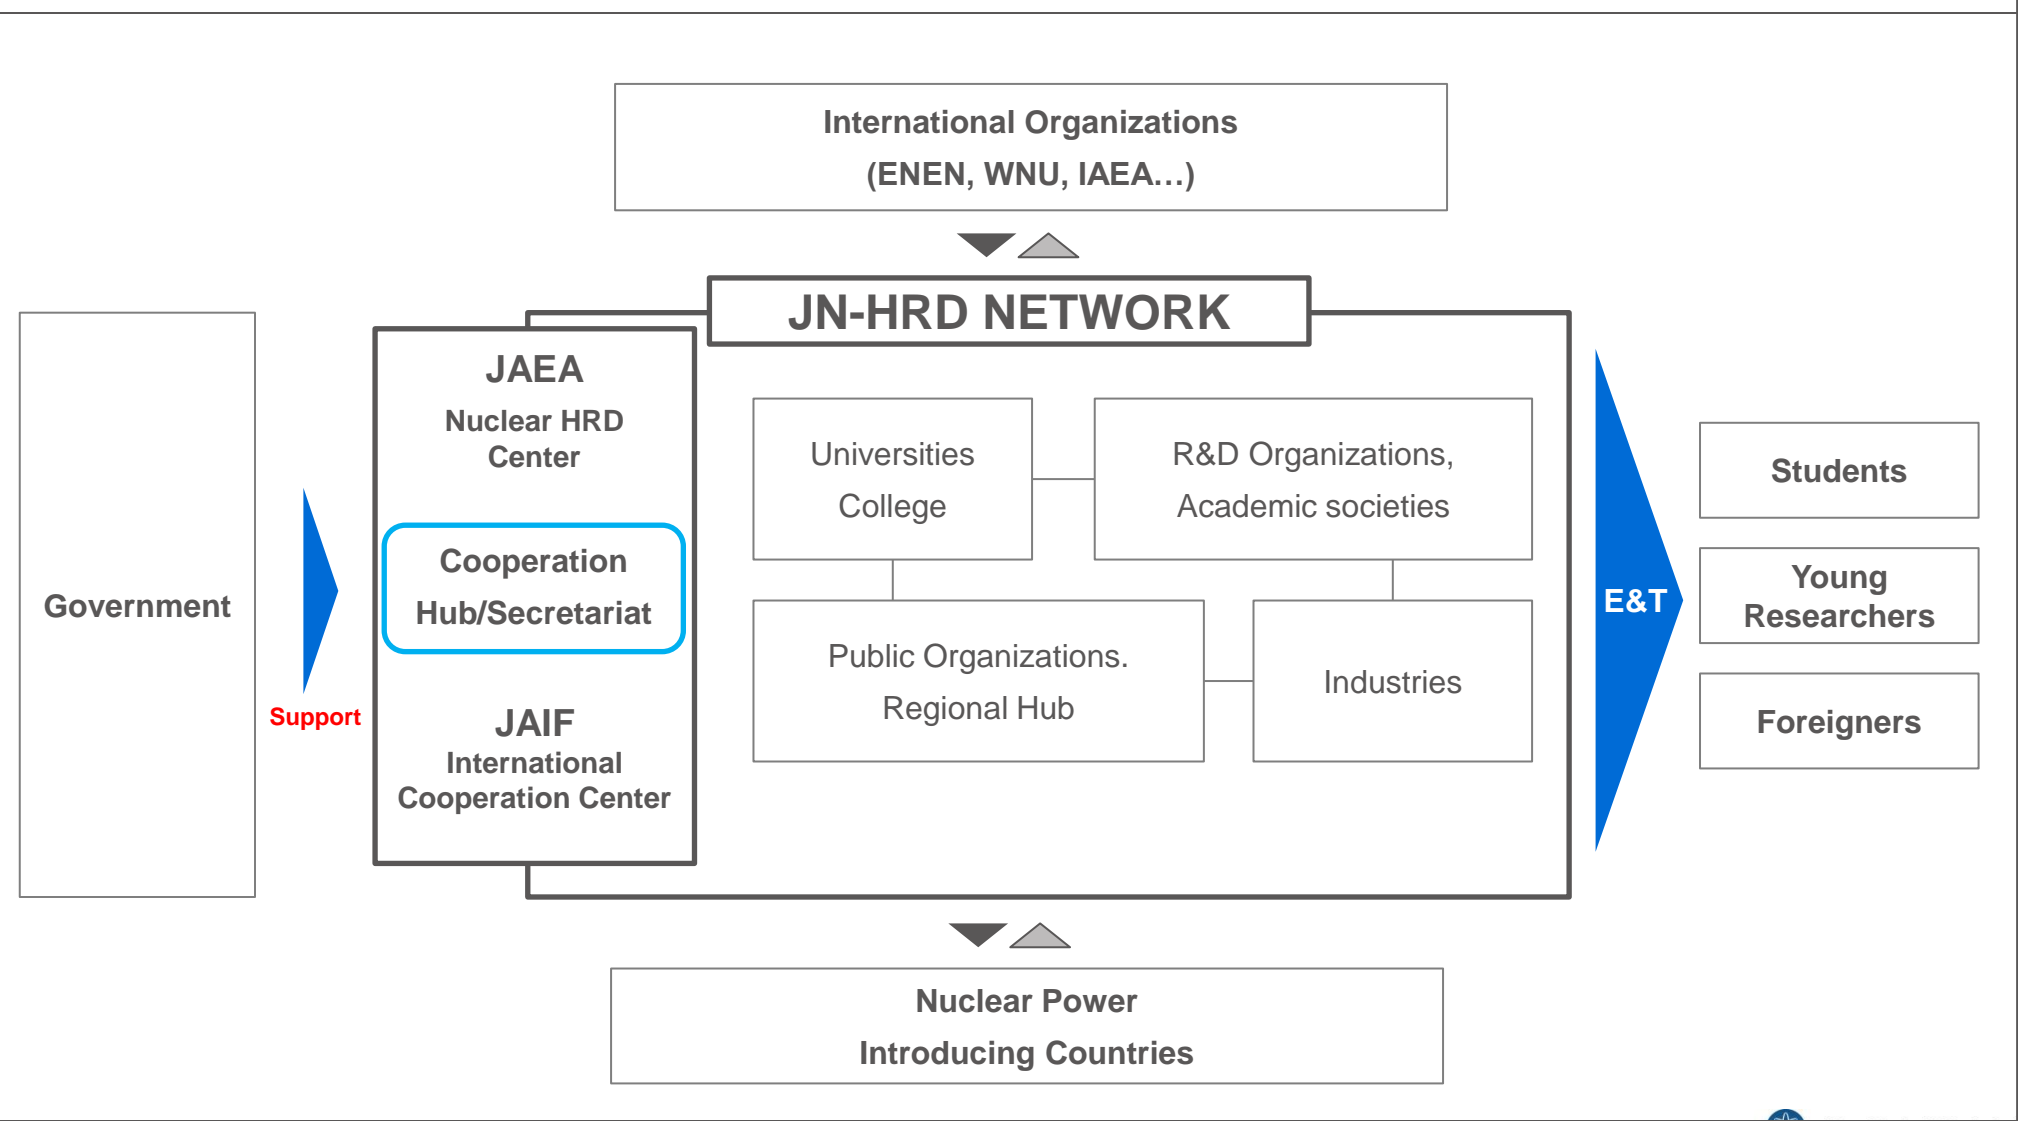 International Organizations
(ENEN, WNU, IAEA…)
JN-HRD NETWORK
Government
Support
JAEA
Nuclear HRD
Center
Cooperation
Hub/Secretariat
JAIF
International
Cooperation Center
Universities
College
R&D Organizations,
Academic societies
Public Organizations.
Regional Hub
Industries
E&T
Students
Young
Researchers
Foreigners
Nuclear Power
Introducing Countries